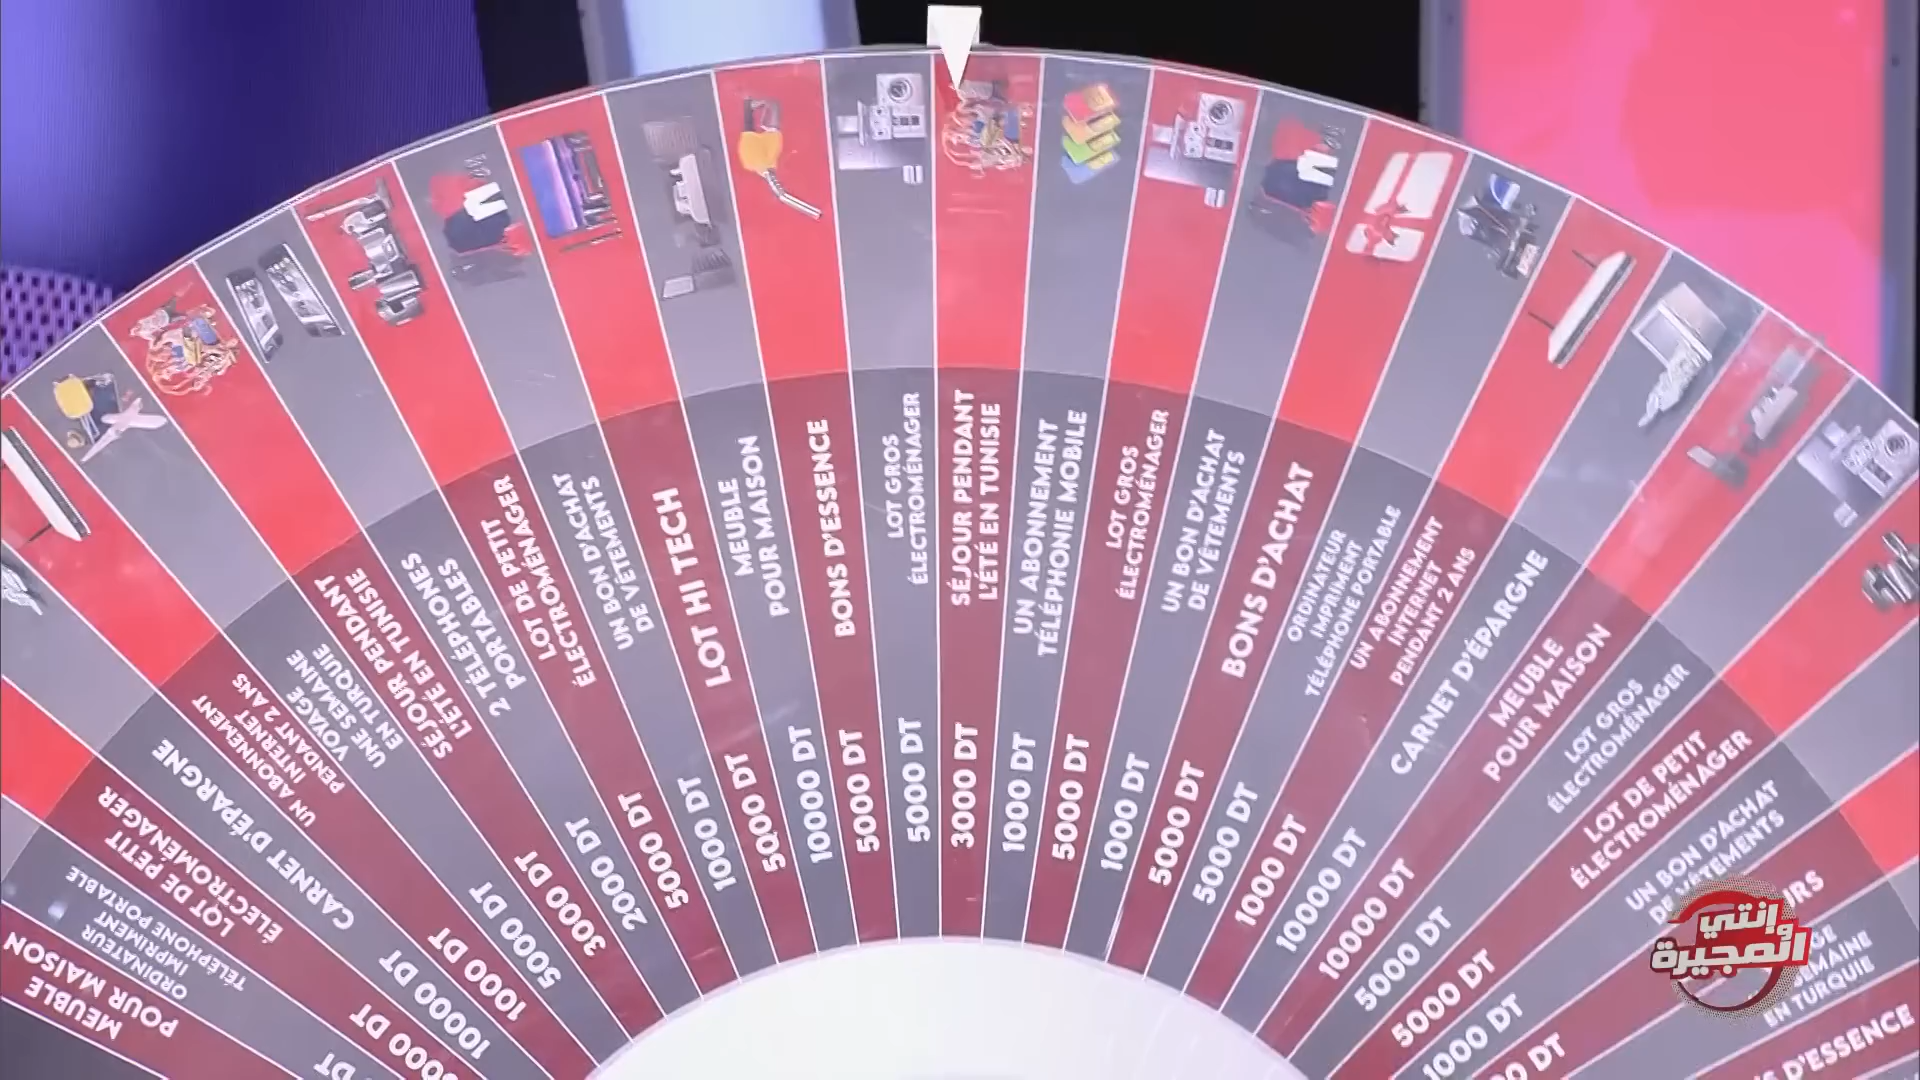 MEUBLE
POUR MAISON
ORDINATEUR
IMPRIMENT
TÉLÉPHONE PORTABLE
DT
LOT DE PETIT
ÉLECTROMÉNAGER
CARNET D'ÉPARGNE
10000 DT
UN ABONNEMENT
INTERNET
PENDANT 2 ANS
1000 DT
VOYAGE
UNE SEMAINE
EN TURQUIE
5000 DT
SÉJOUR PENDANT
L'ÉTÉ EN TUNISIE
3000 DT
2 TÉLÉPHONES
PORTABLES
2000 DT
LOT DE PETIT
ÉLECTROMÉNAGER
5000 DT
UN BON D'ACHAT
DE VÊTEMENTS
1000 DT
LOT HI TECH
5000 DT
MEUBLE
POUR MAISON
10000 DT
BONS D'ESSENCE
5000 DT
LOT GROS
ÉLECTROMÉNAGER
5000 DT
SÉJOUR PENDANT
L'ÉTÉ EN TUNISIE
3000 DT
UN ABONNEMENT
TÉLÉPHONIE MOBILE
1000 DT
LOT GROS
ÉLECTROMÉNAGER
5000 DT
UN BON D'ACHAT
DE VÊTEMENTS
1000 DT
BONS D'ACHAT
5000 DT
ORDINATEUR
IMPRIMENT
TÉLÉPHONE PORTABLE
5000 DT
UN ABONNEMENT
INTERNET
PENDANT 2 ANS
1000 DT
CARNET D'ÉPARGNE
10000 DT
MEUBLE
POUR MAISON
10000 DT
LOT GROS
ÉLECTROMÉNAGER
5000 DT
LOT DE PETIT
ÉLECTROMÉNAGER
5000 DT
UN BON D'ACHAT
DE VÊTEMENTS
1000 DT
DT
EN TURQUIE
D'ESSENCE
إنتي
و
المجيرة